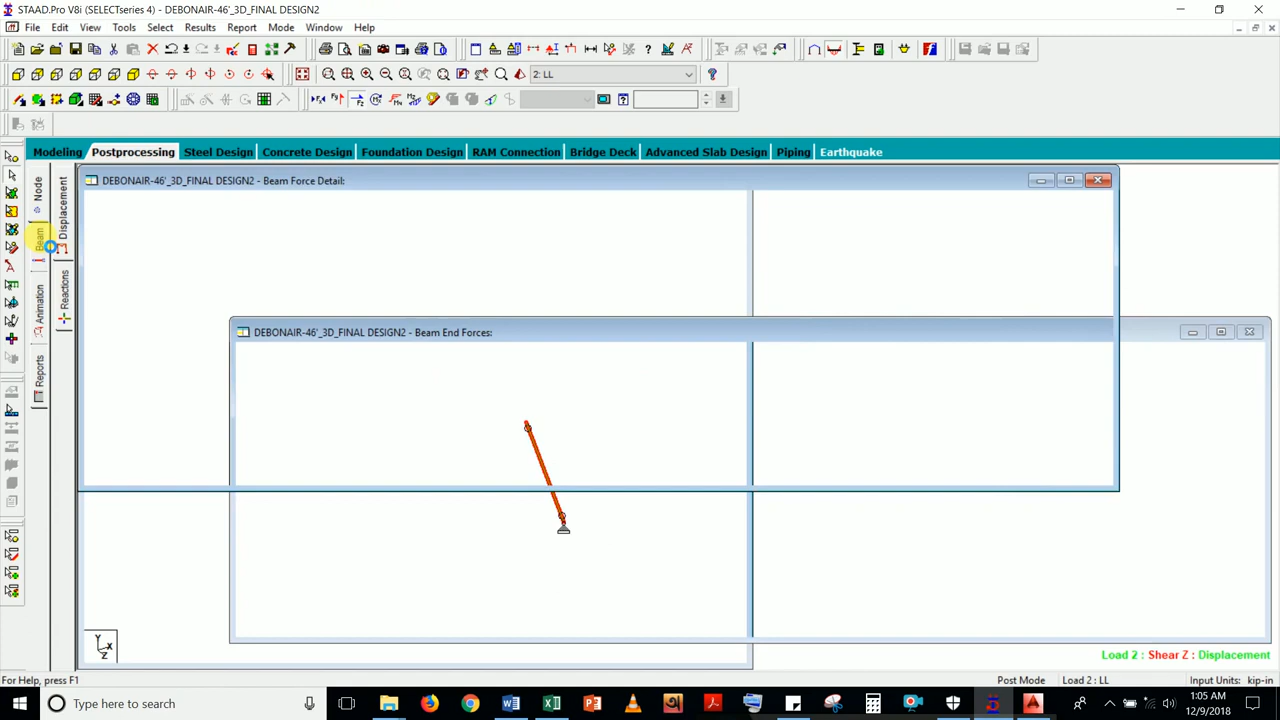 STAAD.Pro V8i (SELECTseries 4) - DEBONAIR-46'_3D_FINAL DESIGN2
File Edit View Tools Select Results Report Mode Window Help
2: LL
Modeling Postprocessing Steel Design Concrete Design Foundation Design RAM Connection Bridge Deck Advanced Slab Design Piping Earthquake
Node
Beam
Animation
Reports
Displacement
Reactions
DEBONAIR-46'_3D_FINAL DESIGN2 - Beam Force Detail:
DEBONAIR-46'_3D_FINAL DESIGN2 - Beam End Forces:
Y
X
Z
Load 2 : Shear Z : Displacement
For Help, press F1 Post Mode Load 2 : LL Input Units: kip-in
Type here to search
1:05 AM
12/9/2018